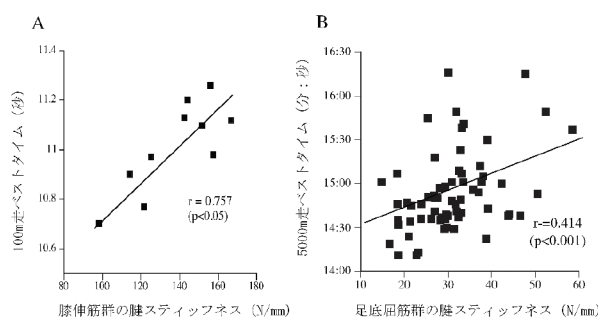 A
100m走ベストタイム (秒)
11.4
11.2
11
10.8
10.6
r = 0.757
(p<0.05)
80 100 120 140 160 180
膝伸筋群の腱スティッフネス (N/mm)
B
5000m走ベストタイム (分：秒)
16:30
16:00
15:30
15:00
14:30
14:00
r-=0.414
(p<0.001)
10 20 30 40 50 60
足底屈筋群の腱スティッフネス (N/mm)